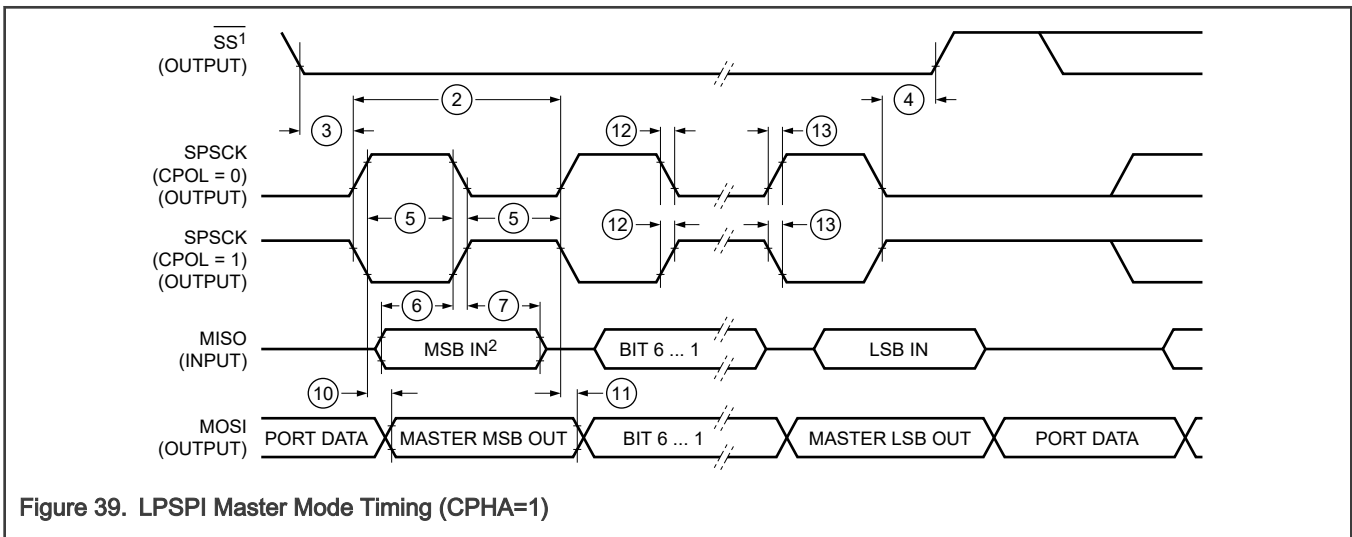 SS1
(OUTPUT)
2
3
4
SPSCK
(CPOL = 0)
(OUTPUT)
12
13
5
5
SPSCK
(CPOL = 1)
(OUTPUT)
12
13
6
7
MISO
(INPUT)
MSB IN2
BIT 6 ... 1
LSB IN
10
11
MOSI
(OUTPUT)
PORT DATA
MASTER MSB OUT
BIT 6 ... 1
MASTER LSB OUT
PORT DATA
Figure 39. LPSPI Master Mode Timing (CPHA=1)